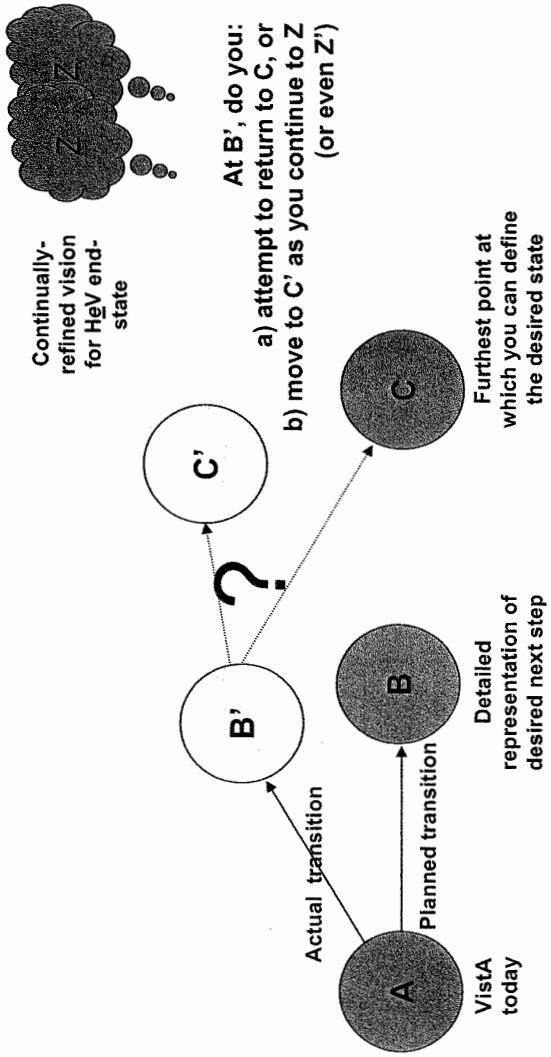 Continually-
refined vision
for HeV end-
state
Z
Z
At B', do you:
a) attempt to return to C, or
b) move to C' as you continue to Z
(or even Z')
C'
?
B'
Actual transition
Planned transition
A
B
C
VistA
today
Detailed
representation of
desired next step
Furthest point at
which you can define
the desired state